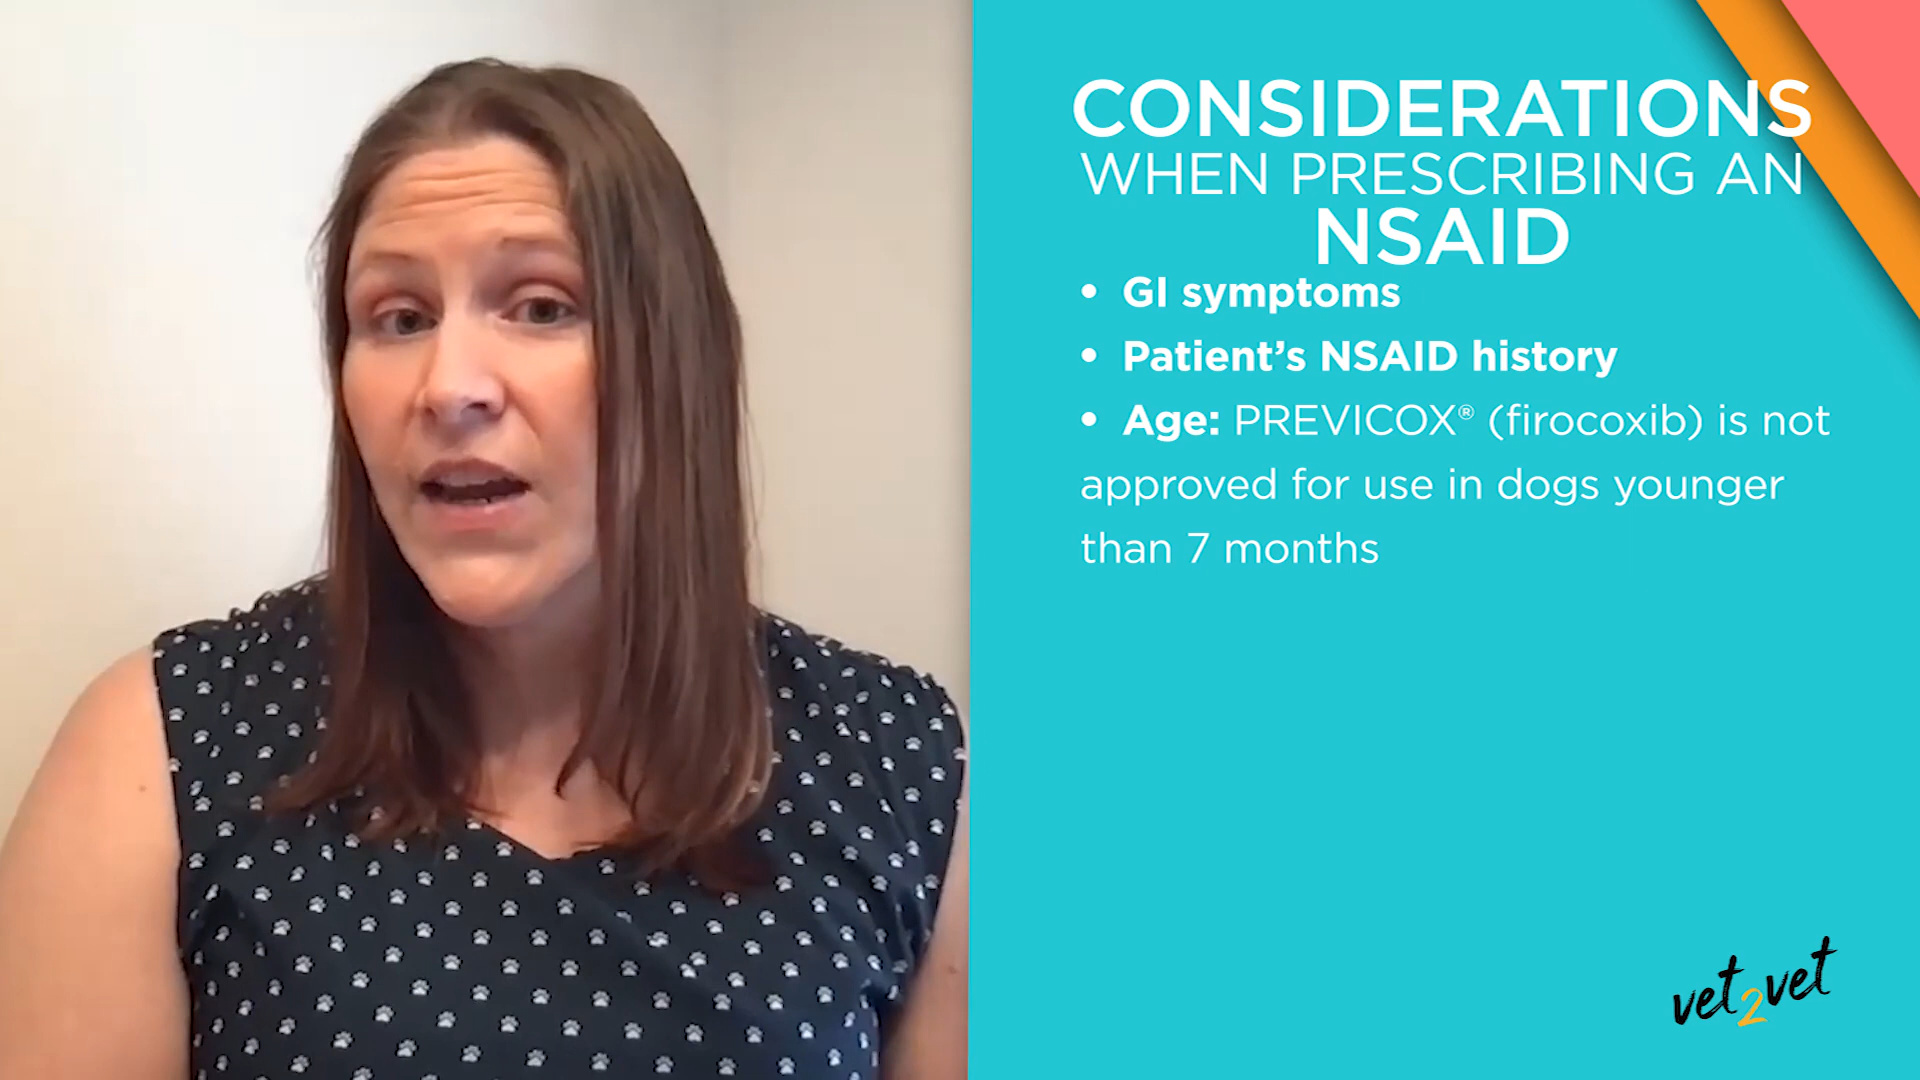 CONSIDERATIONS
WHEN PRESCRIBING AN
NSAID
• GI symptoms
• Patient’s NSAID history
• Age: PREVICOX® (firocoxib) is not
approved for use in dogs younger
than 7 months
vet2vet